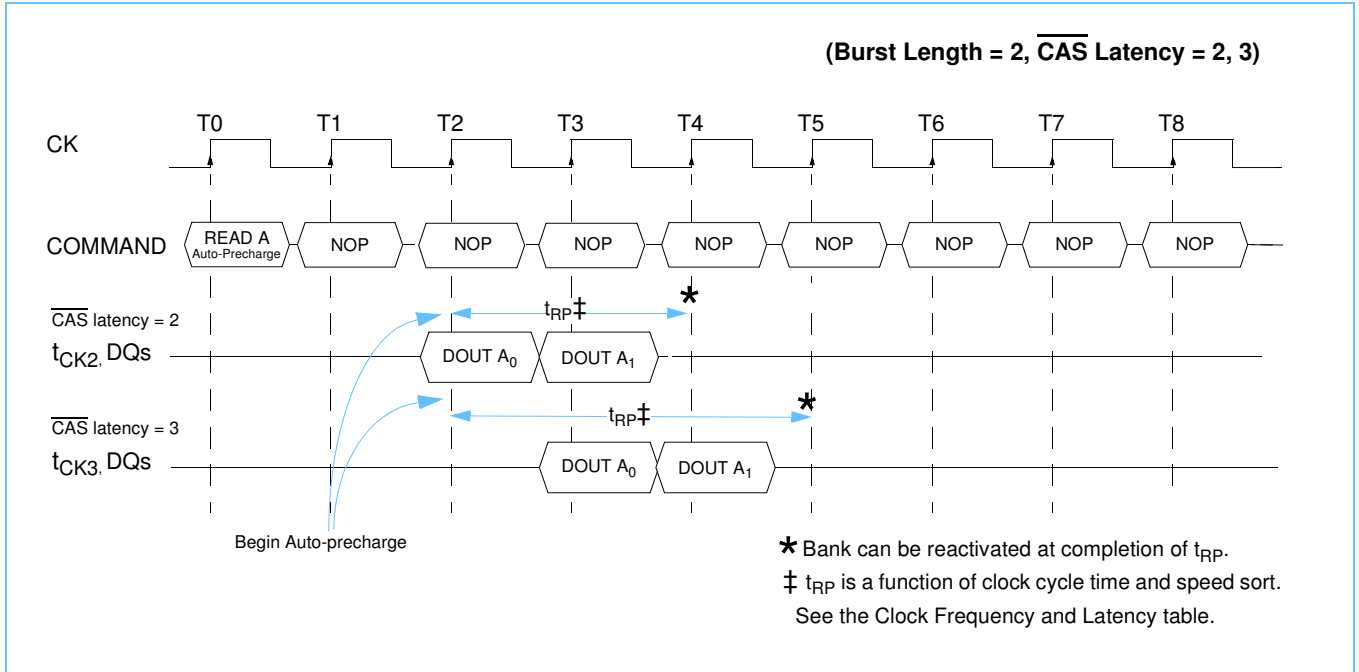 (Burst Length = 2, CAS Latency = 2, 3)
T0 T1 T2 T3 T4 T5 T6 T7 T8
CK
COMMAND
READ A
Auto-Precharge
NOP NOP NOP NOP NOP NOP NOP NOP
*
tRP‡
CAS latency = 2
tCK2, DQs
DOUT A0 DOUT A1
*
tRP‡
CAS latency = 3
tCK3, DQs
DOUT A0 DOUT A1
Begin Auto-precharge
* Bank can be reactivated at completion of tRP.
‡ tRP is a function of clock cycle time and speed sort.
See the Clock Frequency and Latency table.